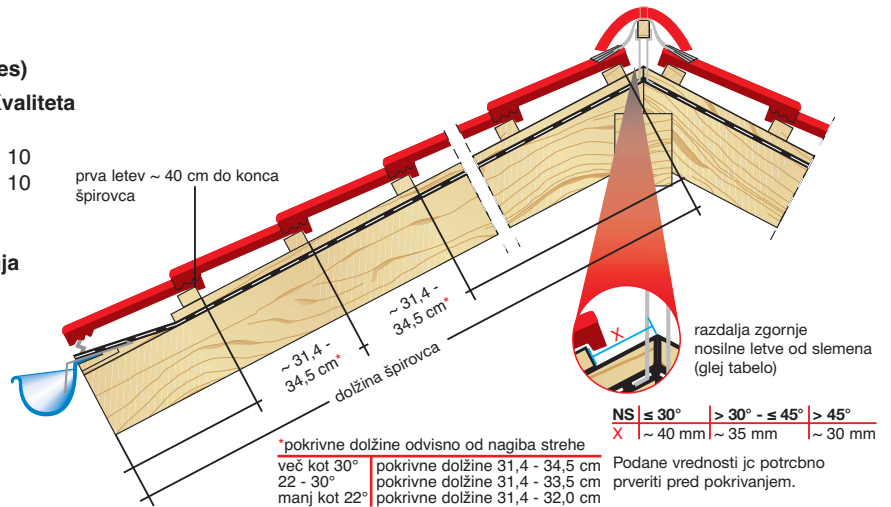 es)
Kvaliteta
10
10
nja
prva letev ~ 40 cm do konca
špirovca
~ 31,4 -
34,5 cm*
~ 31,4 -
34,5 cm*
dolžina špirovca
X
razdalja zgornje
nosilne letve od slemena
(glej tabelo)
NS ≤ 30° > 30° - ≤ 45° > 45°
X ~ 40 mm ~ 35 mm ~ 30 mm
Podane vrednosti jc potrcbno
prveriti pred pokrivanjem.
*pokrivne dolžine odvisno od nagiba strehe
več kot 30° pokrivne dolžine 31,4 - 34,5 cm
22 - 30° pokrivne dolžine 31,4 - 33,5 cm
manj kot 22° pokrivne dolžine 31,4 - 32,0 cm